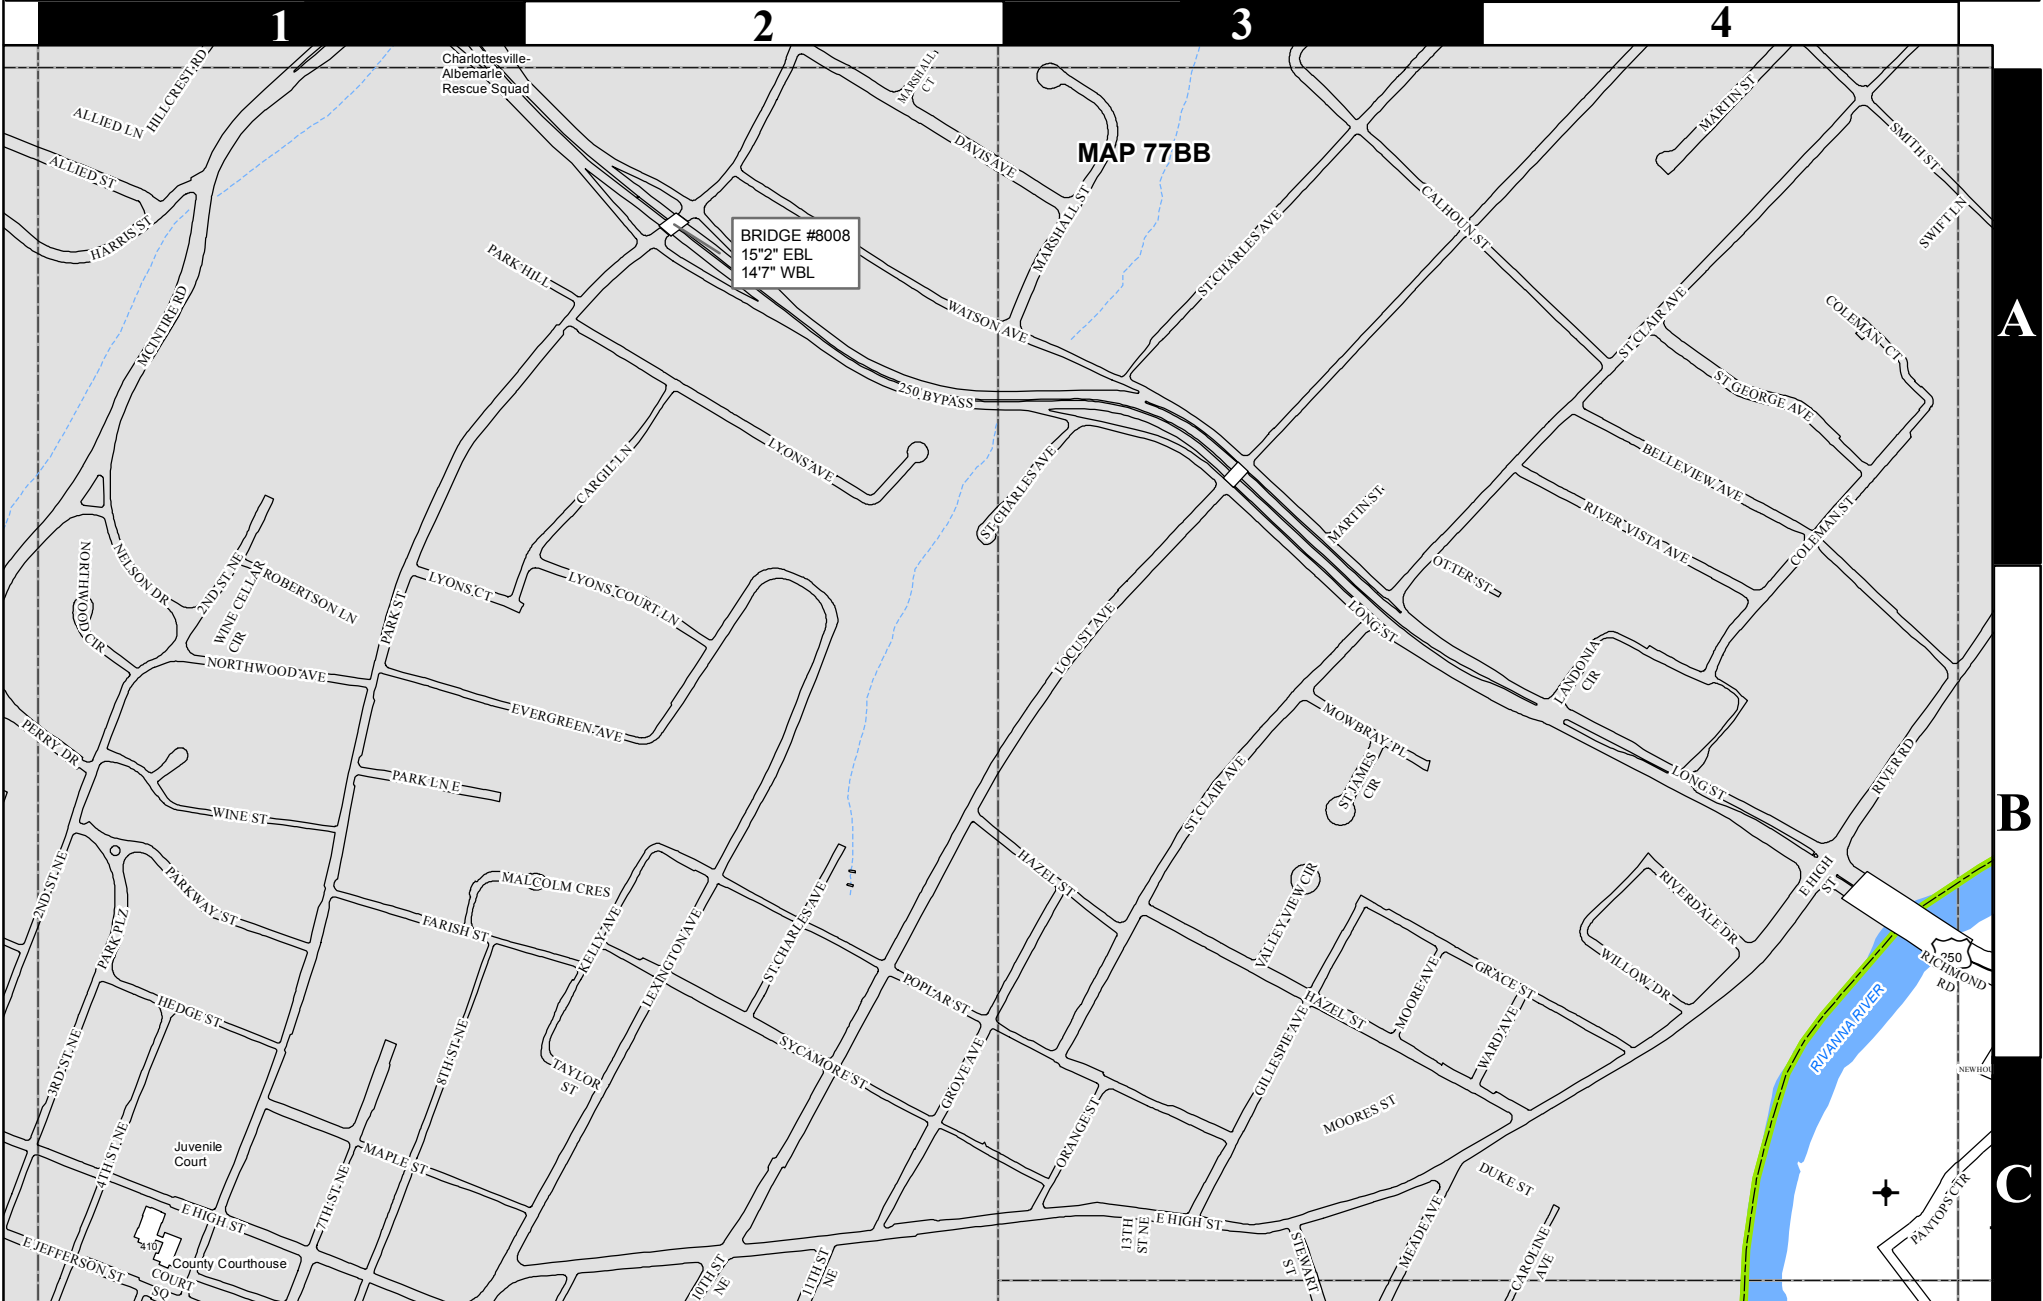 1
2
3
4
A
B
C
Charlottesville-
Albemarle
Rescue Squad
MARSHALL
CT
HILLCREST RD
ALLIED LN
ALLIED ST
HARRIS ST
MCINTIRE RD
DAVIS AVE
MAP 77BB
MARTIN ST
SMITH ST
SWIFT LN
CALHOUN ST
MARSHALL ST
ST CHARLES AVE
BRIDGE #8008
15"2" EBL
14'7" WBL
PARK HILL
WATSON AVE
ST CLAIR AVE
COLEMAN CT
ST GEORGE AVE
250 BYPASS
LYONS AVE
CARGIL LN
ST CHARLES AVE
BELLEVIEW AVE
RIVER VISTA AVE
COLEMAN ST
MARTIN ST
OTTER ST
NORTHWOOD CIR
NELSON DR
2ND ST NE
WINE CELLAR
CIR
ROBERTSON LN
LYONS CT
LYONS COURT LN
PARK ST
LOCUST AVE
LONG ST
LANDONIA
CIR
NORTHWOOD AVE
EVERGREEN AVE
PERRY DR
PARK LN E
WINE ST
MOWBRAY PL
ST JAMES
CIR
ST CLAIR AVE
LONG ST
RIVER RD
2ND ST NE
PARKWAY ST
PARK PLZ
MALCOLM CRES
FARISH ST
KELLY AVE
LEXINGTON AVE
ST CHARLES AVE
HAZEL ST
VALLEY VIEW CIR
E HIGH
ST
RIVERDALE DR
WILLOW DR
250
RICHMOND
RD
RIVANNA RIVER
GRACE ST
MOORE AVE
WARD AVE
HAZEL ST
GILLESPIE AVE
POPLAR ST
HEDGE ST
3RD ST NE
8TH ST NE
TAYLOR
ST
SYCAMORE ST
GROVE AVE
ORANGE ST
MOORES ST
DUKE ST
NEWHOU
Juvenile
Court
4TH ST NE
MAPLE ST
7TH ST NE
E HIGH ST
410
County Courthouse
E JEFFERSON ST
COURT
SQ
10TH ST
NE
11TH ST
NE
13TH
ST NE
E HIGH ST
STEWART
ST
MEADE AVE
CAROLINE
AVE
PANTOPS CTR